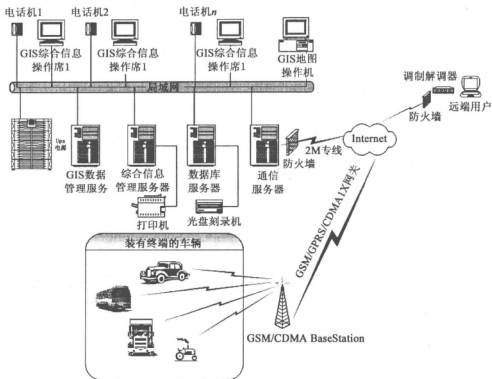 电话机1
电话机2
电话机n
GIS综合信息
操作席1
GIS综合信息
操作席1
GIS综合信息
操作席1
GIS地图
操作机
局域网
调制解调器
远端用户
防火墙
Ups
电源
GIS数据
管理服务
综合信息
管理服务器
数据库
服务器
通信
服务器
防火墙
2M专线
Internet
打印机
光盘刻录机
GSM/GPRS/CDMA1X网关
装有终端的车辆
GSM/CDMA BaseStation